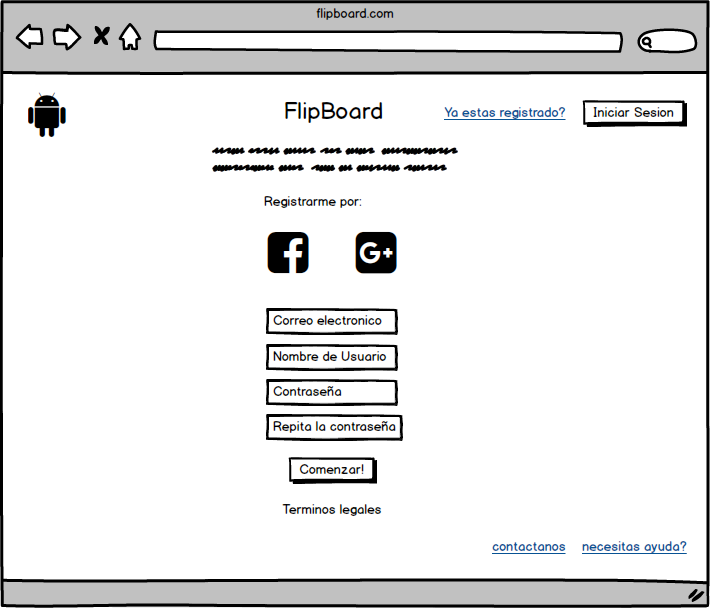 flipboard.com
FlipBoard
Ya estas registrado?
Iniciar Sesion
Registrarme por:
G+
Correo electronico
Nombre de Usuario
Contraseña
Repita la contraseña
Comenzar!
Terminos legales
contactanos
necesitas ayuda?